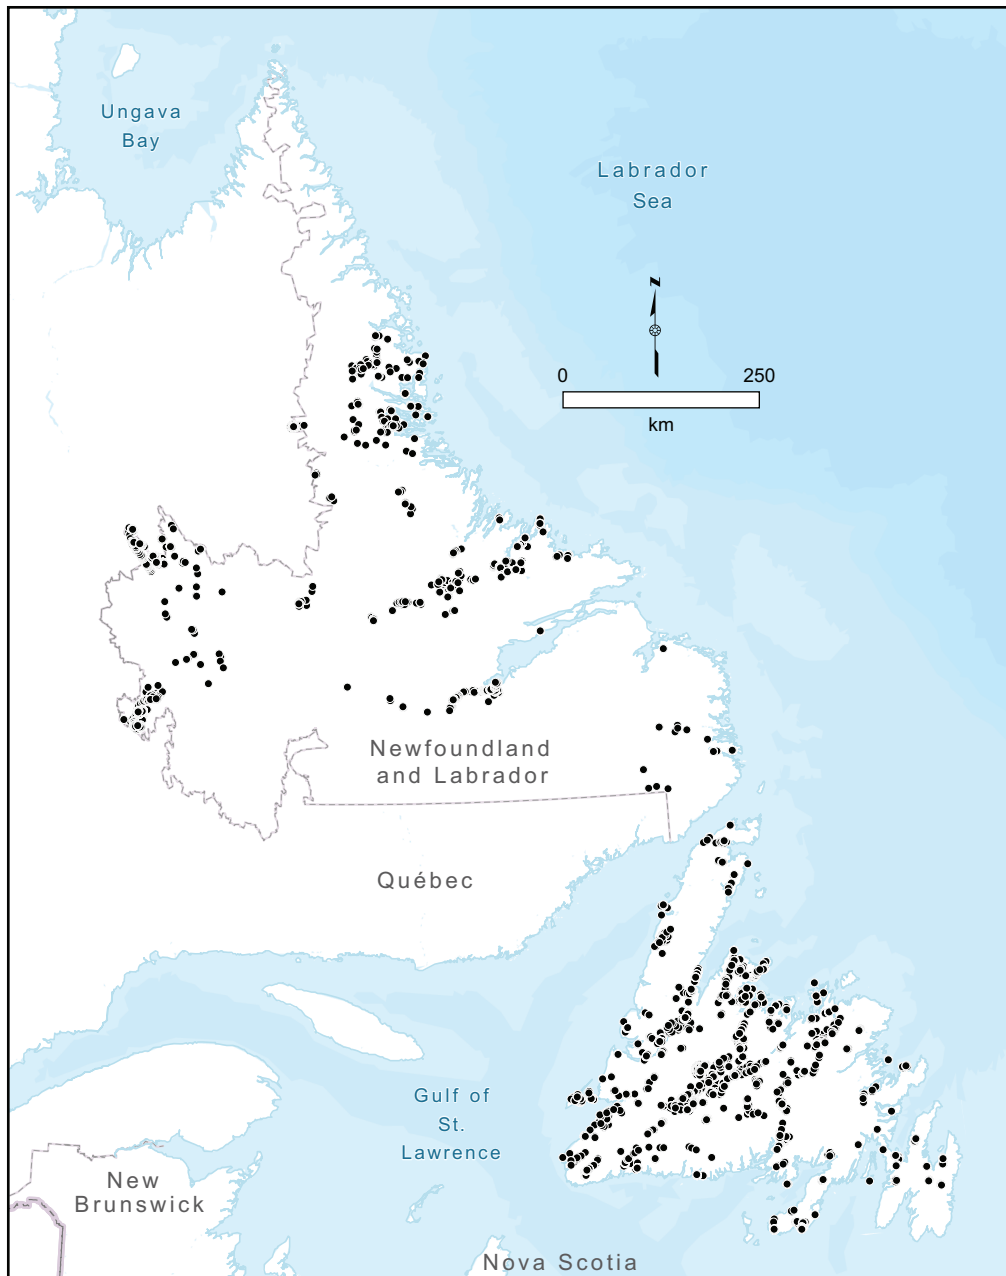 Ungava
Bay
Labrador
Sea
N
0 250
km
Newfoundland
and Labrador
Québec
Gulf of
St.
Lawrence
New
Brunswick
Nova Scotia